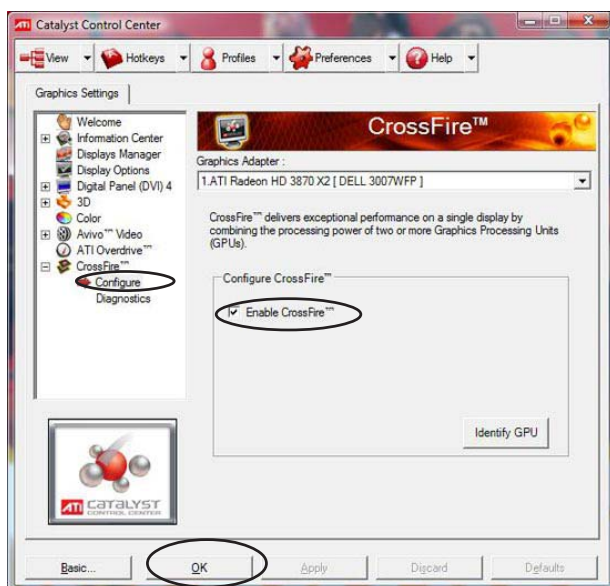 ATI Catalyst Control Center
View Hotkeys Profiles Preferences Help
Graphics Settings
Welcome
Information Center
Displays Manager
Display Options
Digital Panel (DVI) 4
3D
Color
Avivo™ Video
ATI Overdrive™
CrossFire™
Configure
Diagnostics
CrossFire™
Graphics Adapter :
1.ATI Radeon HD 3870 X2 [ DELL 3007WFP ]
CrossFire™ delivers exceptional performance on a single display by
combining the processing power of two or more Graphics Processing Units
(GPUs).
Configure CrossFire™
Enable CrossFire™
Identify GPU
ATI CATALYST
CONTROL CENTER
Basic... OK Apply Discard Defaults